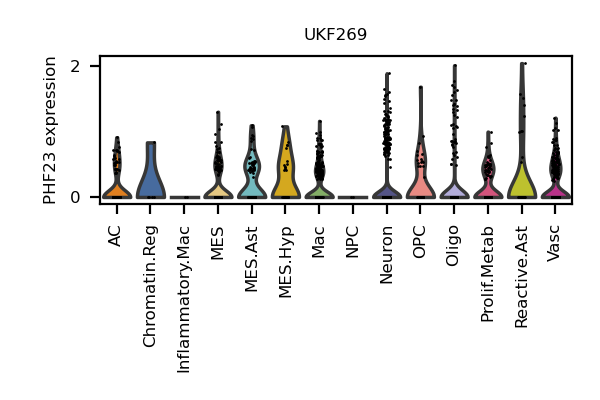 UKF269
PHF23 expression
2
0
AC
Chromatin.Reg
Inflammatory.Mac
MES
MES.Ast
MES.Hyp
Mac
NPC
Neuron
OPC
Oligo
Prolif.Metab
Reactive.Ast
Vasc